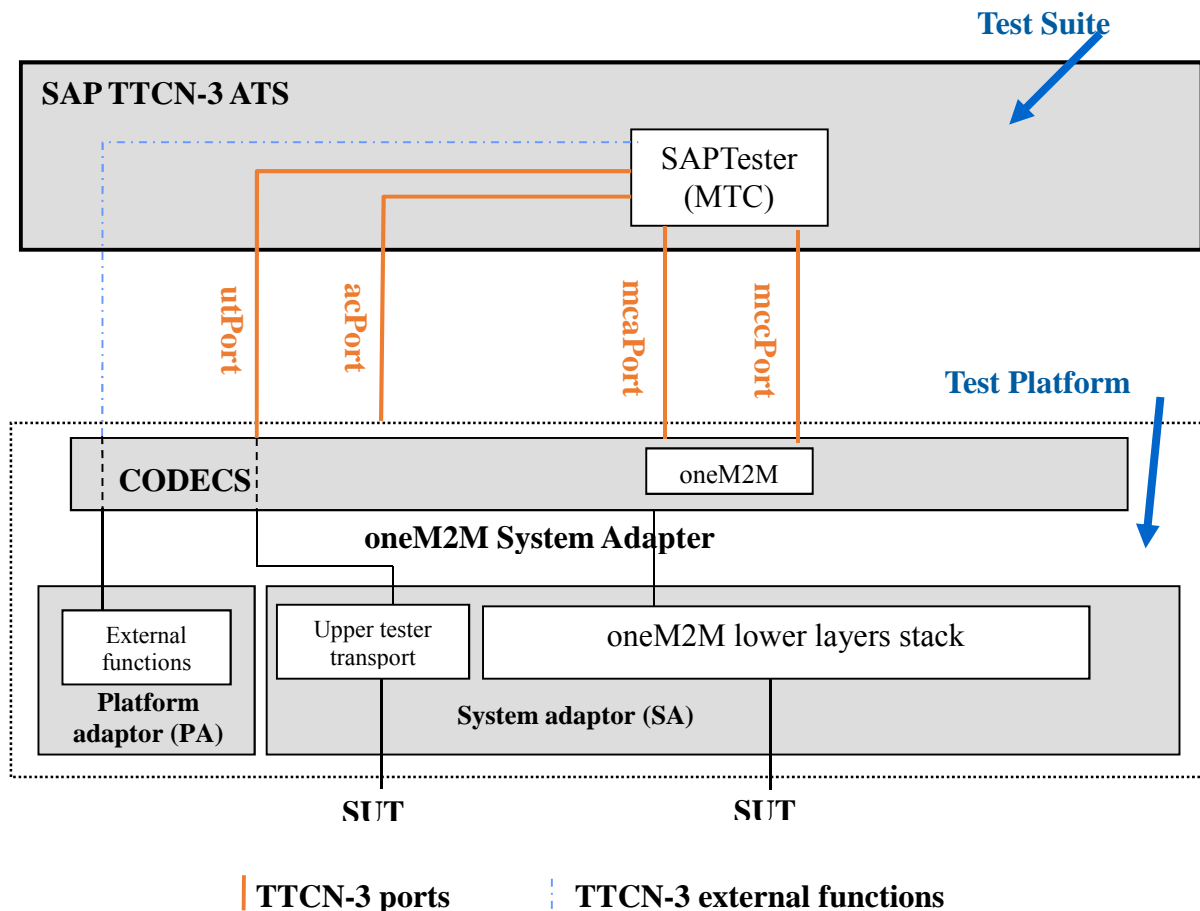 Test Suite
SAP TTCN-3 ATS
SAPTester
(MTC)
utPort
acPort
mcaPort
mccPort
Test Platform
CODECS
oneM2M
oneM2M System Adapter
External
functions
Upper tester
transport
oneM2M lower layers stack
Platform
adaptor (PA)
System adaptor (SA)
SUT
SUT
TTCN-3 ports
TTCN-3 external functions